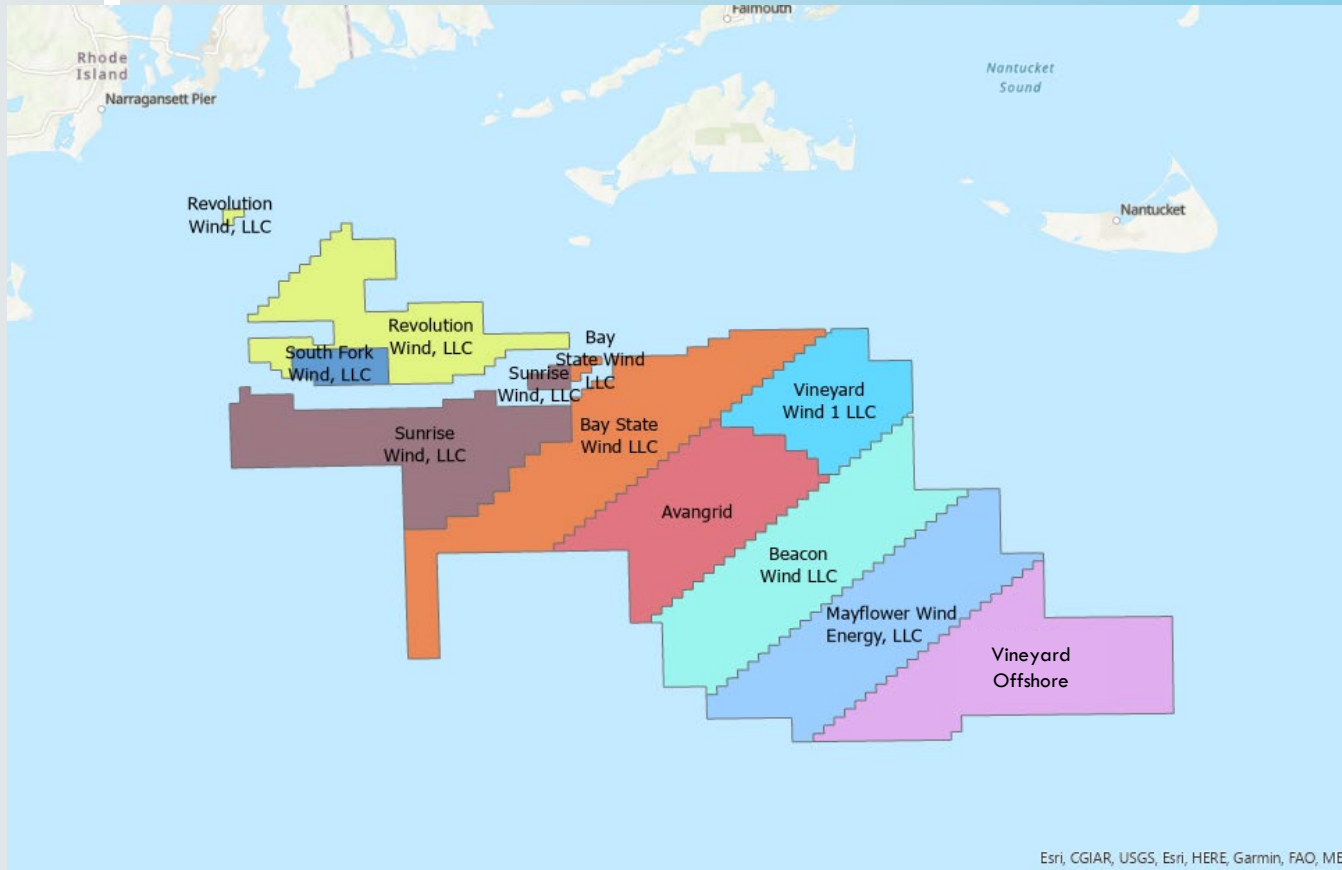 Falmouth
Rhode
Island
Narragansett Pier
Nantucket
Sound
Nantucket
Revolution
Wind, LLC
Revolution
Wind, LLC
South Fork
Wind, LLC
Bay
State Wind
LLC
Sunrise
Wind, LLC
Sunrise
Wind, LLC
Bay State
Wind LLC
Vineyard
Wind 1 LLC
Avangrid
Beacon
Wind LLC
Mayflower Wind
Energy, LLC
Vineyard
Offshore
Esri, CGIAR, USGS, Esri, HERE, Garmin, FAO, ME